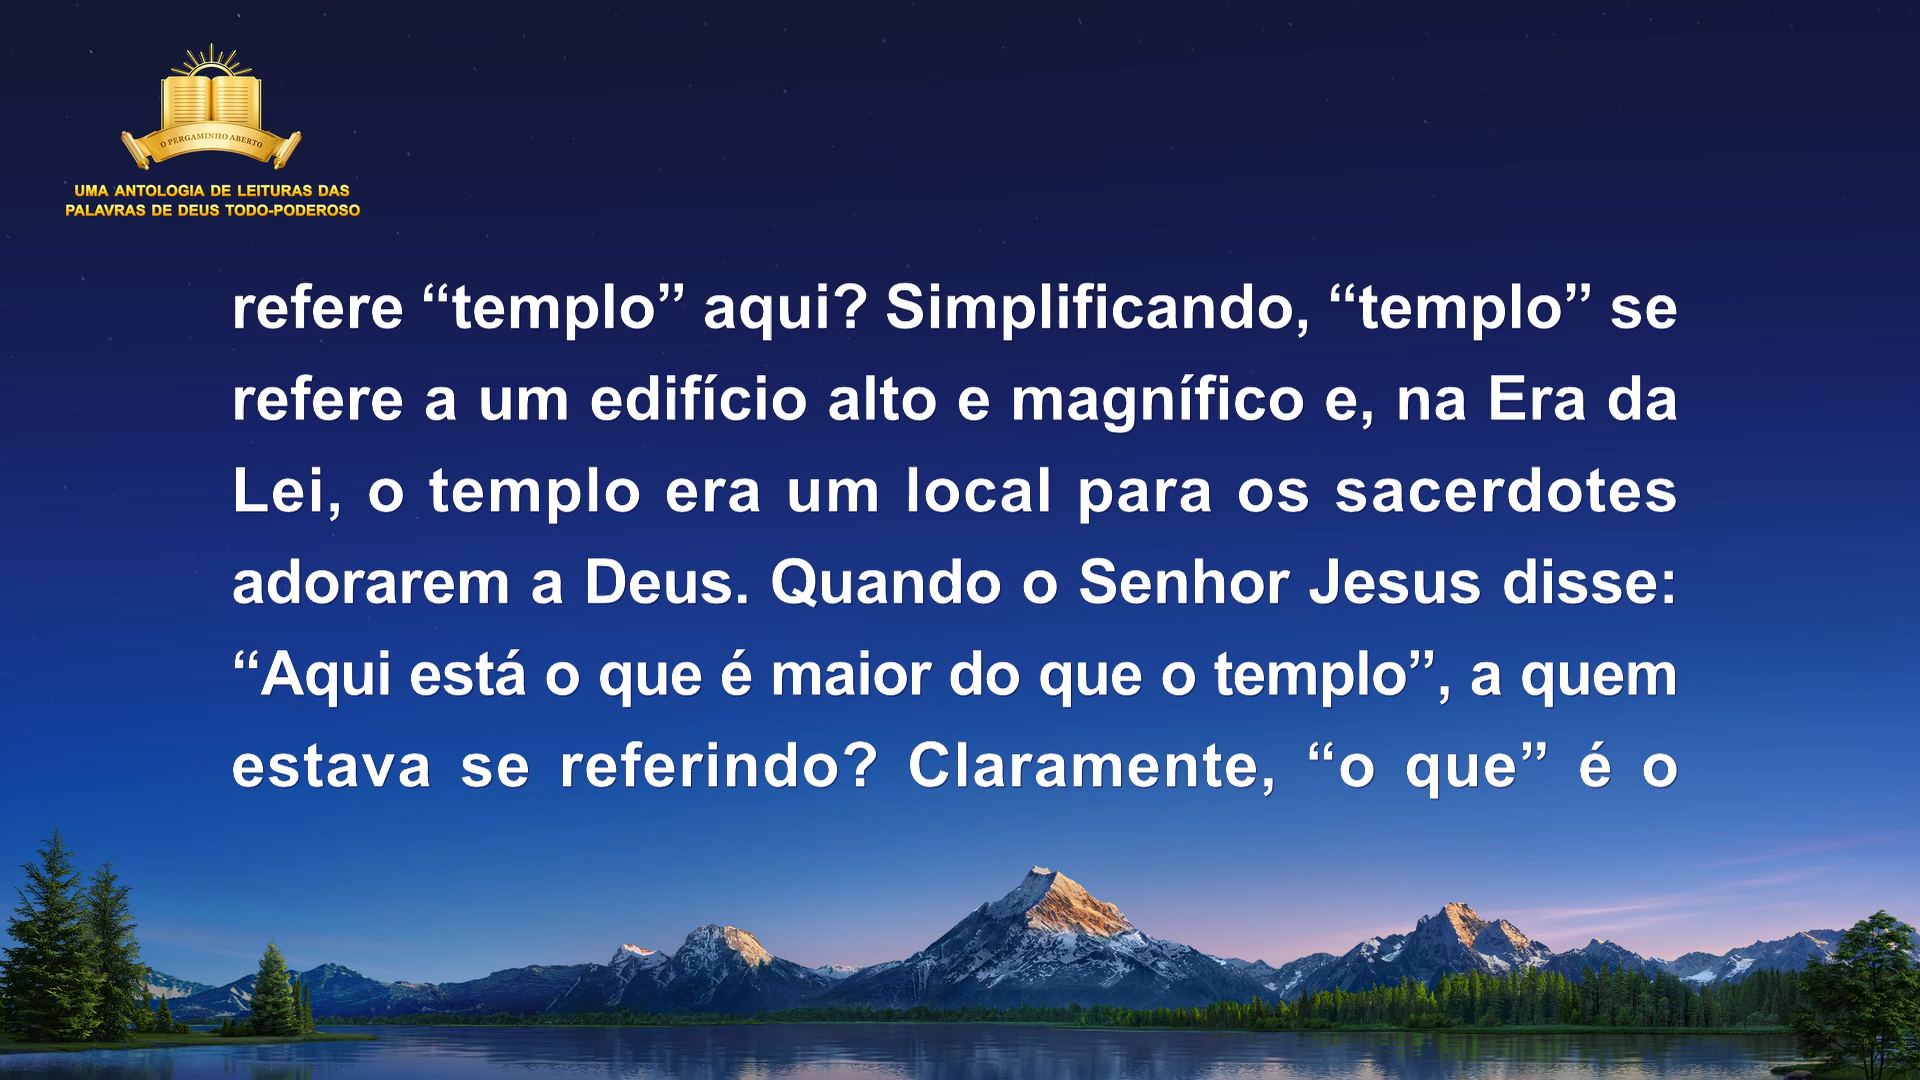 O PERGAMINHO ABERTO
UMA ANTOLOGIA DE LEITURAS DAS
PALAVRAS DE DEUS TODO-PODEROSO
refere “templo” aqui? Simplificando, “templo” se
refere a um edifício alto e magnífico e, na Era da
Lei, o templo era um local para os sacerdotes
adorarem a Deus. Quando o Senhor Jesus disse:
“Aqui está o que é maior do que o templo”, a quem
estava se referindo? Claramente, “o que” é o